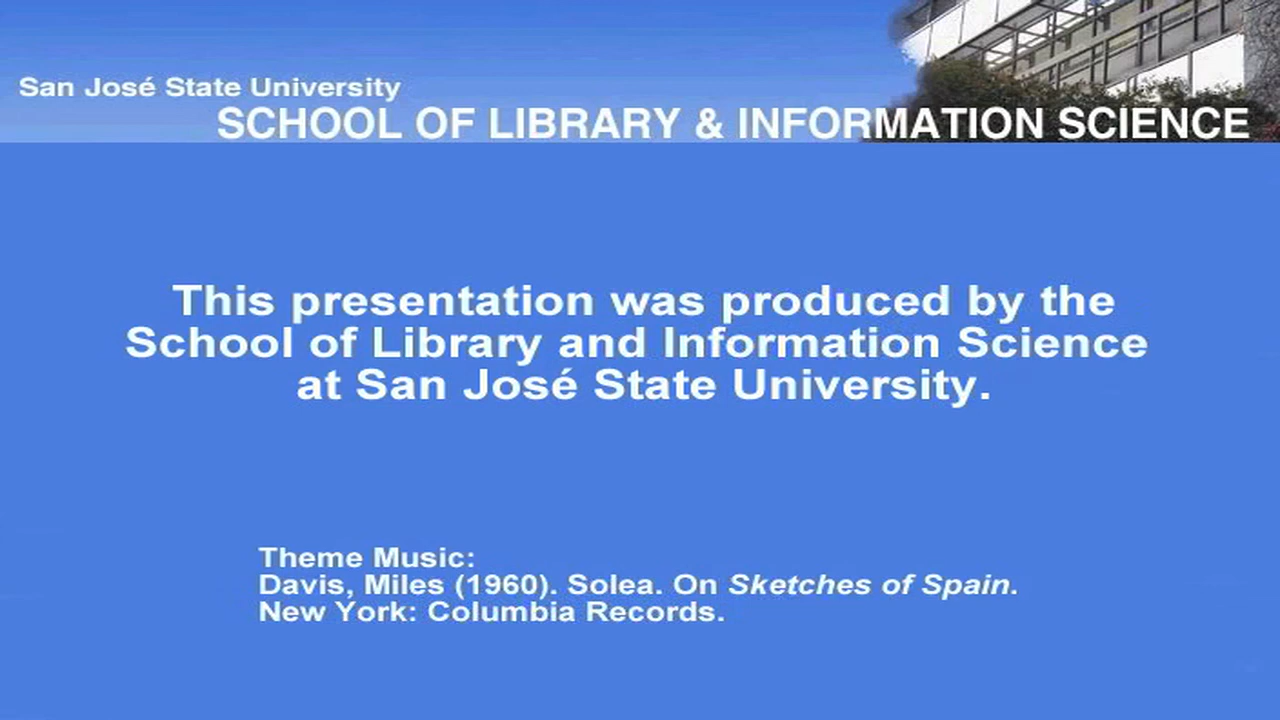 San José State University
SCHOOL OF LIBRARY & INFORMATION SCIENCE
This presentation was produced by the
School of Library and Information Science
at San José State University.
Theme Music:
Davis, Miles (1960). Solea. On Sketches of Spain.
New York: Columbia Records.